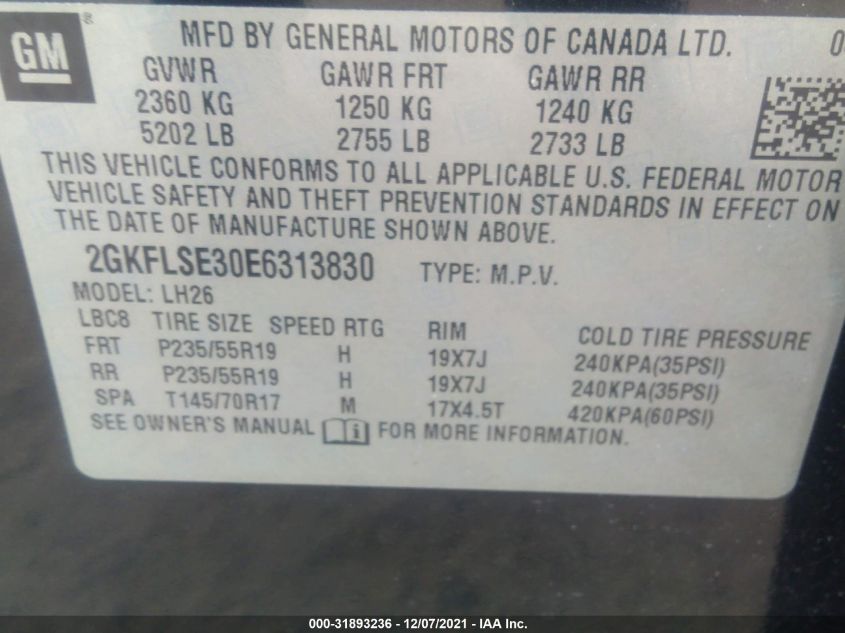 GM ®
MFD BY GENERAL MOTORS OF CANADA LTD. 0
GVWR GAWR FRT GAWR RR
2360 KG 1250 KG 1240 KG
5202 LB 2755 LB 2733 LB
THIS VEHICLE CONFORMS TO ALL APPLICABLE U.S. FEDERAL MOTOR
VEHICLE SAFETY AND THEFT PREVENTION STANDARDS IN EFFECT ON
THE DATE OF MANUFACTURE SHOWN ABOVE.
2GKFLSE30E6313830 TYPE: M.P.V.
MODEL: LH26
LBC8 TIRE SIZE SPEED RTG RIM COLD TIRE PRESSURE
FRT P235/55R19 H 19X7J 240KPA(35PSI)
RR P235/55R19 H 19X7J 240KPA(35PSI)
SPA T145/70R17 M 17X4.5T 420KPA(60PSI)
SEE OWNER'S MANUAL i FOR MORE INFORMATION.
000-31893236 - 12/07/2021 - IAA Inc.